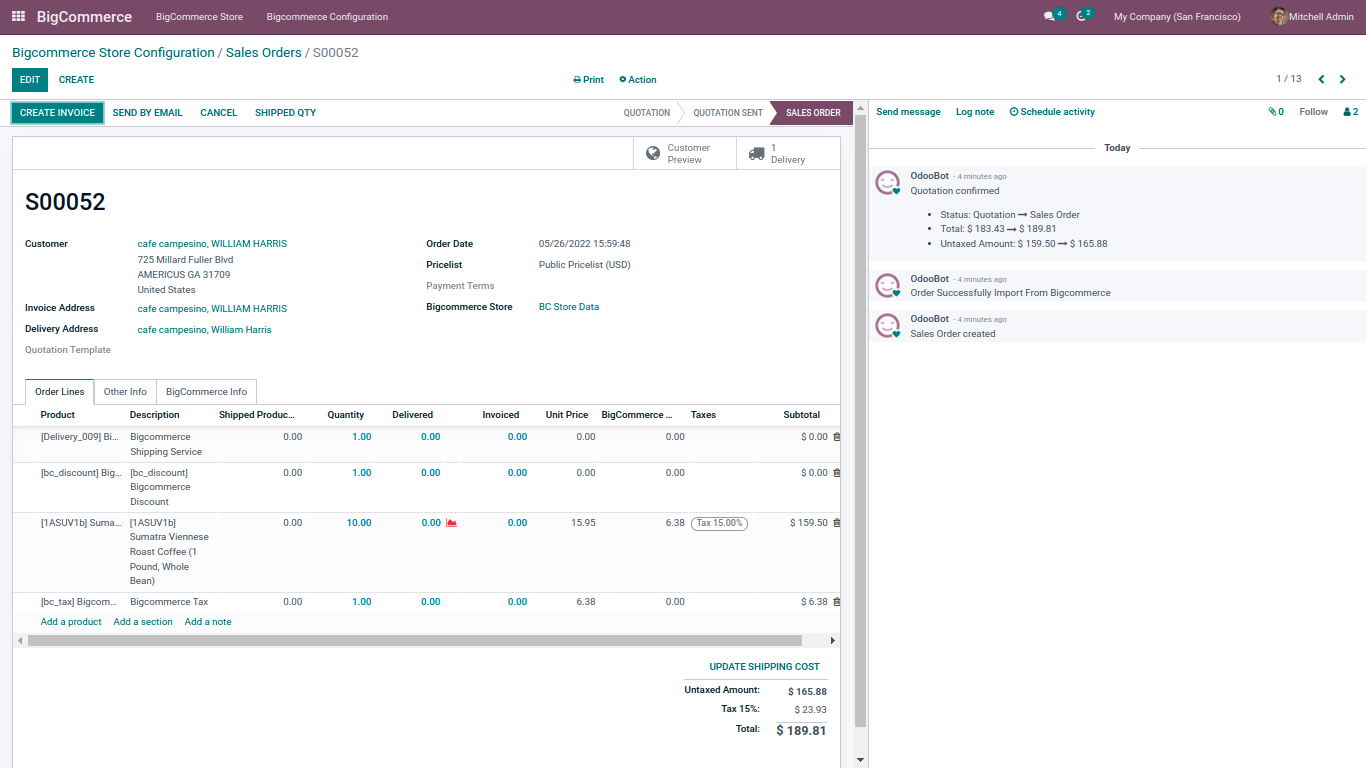 BigCommerce BigCommerce Store Bigcommerce Configuration 4 2 My Company (San Francisco) Mitchell Admin
Bigcommerce Store Configuration / Sales Orders / S00052
EDIT CREATE Print Action 1 / 13
CREATE INVOICE SEND BY EMAIL CANCEL SHIPPED QTY QUOTATION QUOTATION SENT SALES ORDER
Customer Preview
1 Delivery
S00052
Customer cafe campesino, WILLIAM HARRIS
725 Millard Fuller Blvd
AMERICUS GA 31709
United States
Invoice Address cafe campesino, WILLIAM HARRIS
Delivery Address cafe campesino, William Harris
Quotation Template
Order Date 05/26/2022 15:59:48
Pricelist Public Pricelist (USD)
Payment Terms
Bigcommerce Store BC Store Data
Order Lines Other Info BigCommerce Info
Product Description Shipped Produc... Quantity Delivered Invoiced Unit Price BigCommerce ... Taxes Subtotal
[Delivery_009] Bi... Bigcommerce 0.00 1.00 0.00 0.00 0.00 0.00 $ 0.00
Shipping Service
[bc_discount] Big... [bc_discount] 0.00 1.00 0.00 0.00 0.00 0.00 $ 0.00
Bigcommerce
Discount
[1ASUV1b] Suma... [1ASUV1b] 0.00 10.00 0.00 0.00 15.95 6.38 Tax 15.00% $ 159.50
Sumatra Viennese
Roast Coffee (1
Pound, Whole
Bean)
[bc_tax] Bigcom... Bigcommerce Tax 0.00 1.00 0.00 0.00 6.38 0.00 $ 6.38
Add a product Add a section Add a note
UPDATE SHIPPING COST
Untaxed Amount: $ 165.88
Tax 15%: $ 23.93
Total: $ 189.81
Send message Log note Schedule activity 0 Follow 2
Today
OdooBot - 4 minutes ago
Quotation confirmed
• Status: Quotation → Sales Order
• Total: $ 183.43 → $ 189.81
• Untaxed Amount: $ 159.50 → $ 165.88
OdooBot - 4 minutes ago
Order Successfully Import From Bigcommerce
OdooBot - 4 minutes ago
Sales Order created